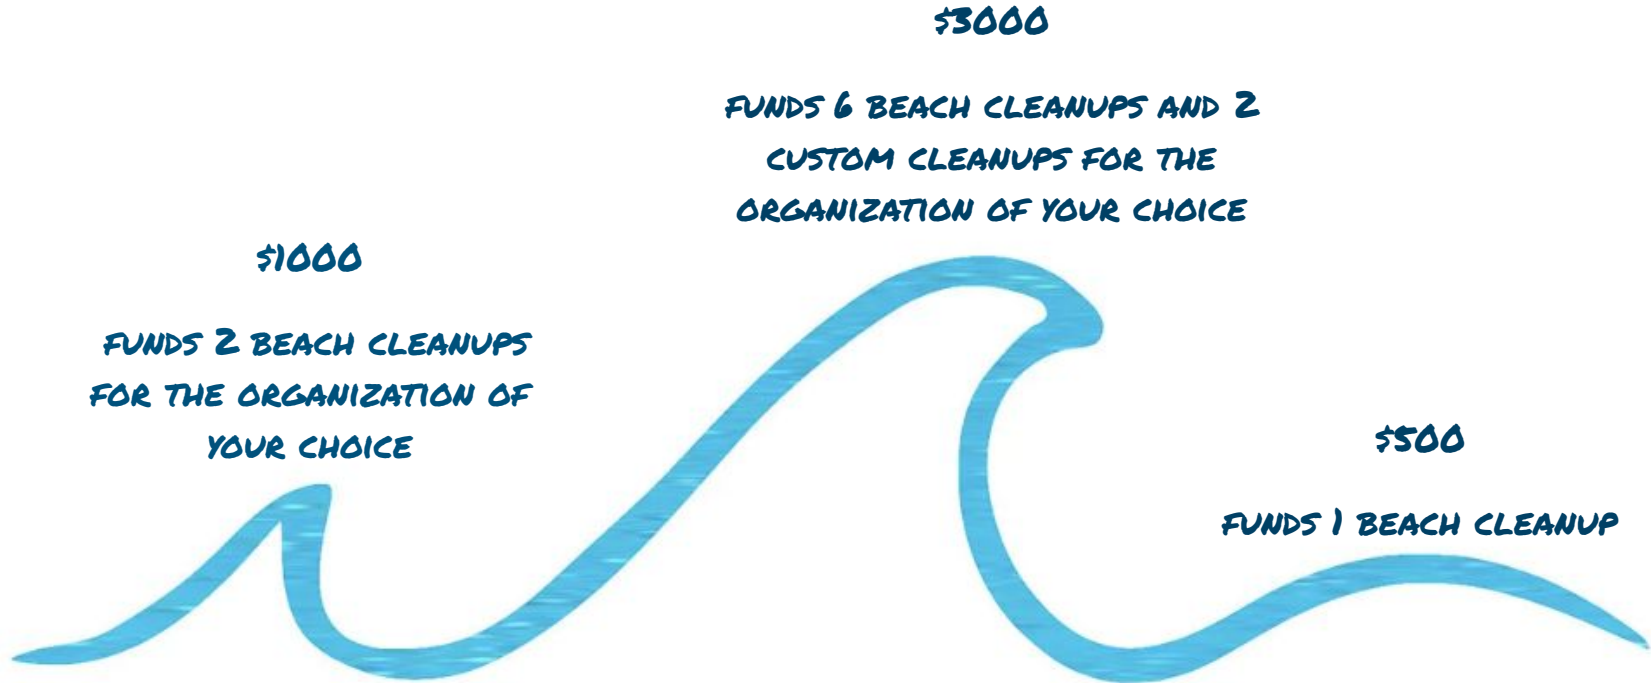 $3000
FUNDS 6 BEACH CLEANUPS AND 2
CUSTOM CLEANUPS FOR THE
ORGANIZATION OF YOUR CHOICE
$1000
FUNDS 2 BEACH CLEANUPS
FOR THE ORGANIZATION OF
YOUR CHOICE
$500
FUNDS 1 BEACH CLEANUP